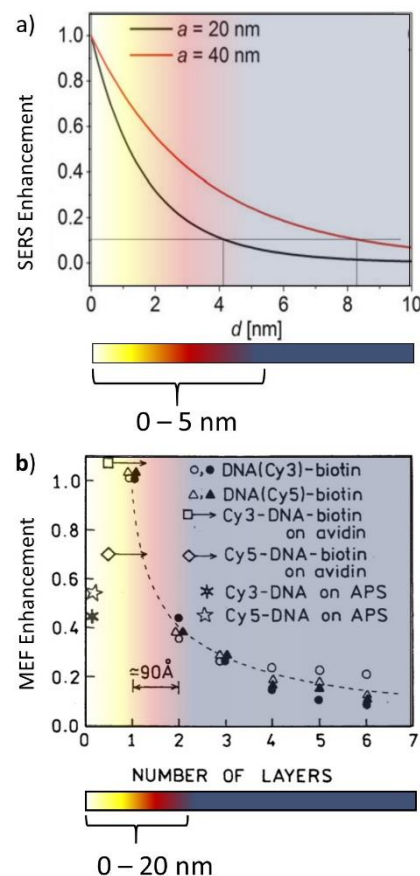 a)
a = 20 nm
a = 40 nm
1.0
0.8
0.6
0.4
0.2
0.0
SERS Enhancement
0 2 4 6 8 10
d [nm]
0 – 5 nm
b)
○,● DNA(Cy3)-biotin
△,▲ DNA(Cy5)-biotin
□→ Cy3-DNA-biotin
on avidin
◇→ Cy5-DNA-biotin
on avidin
✳ Cy3-DNA on APS
☆ Cy5-DNA on APS
1.0
0.8
0.6
0.4
0.2
0.0
MEF Enhancement
≃90Å
0 1 2 3 4 5 6 7
NUMBER OF LAYERS
0 – 20 nm